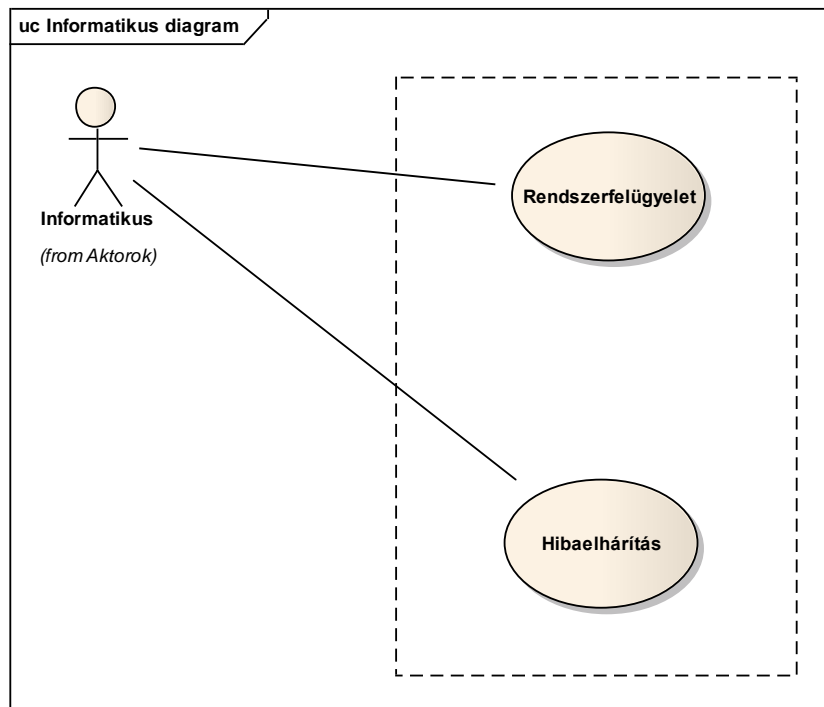 uc Informatikus diagram
Informatikus
(from Aktorok)
Rendszerfelügyelet
Hibaelhárítás